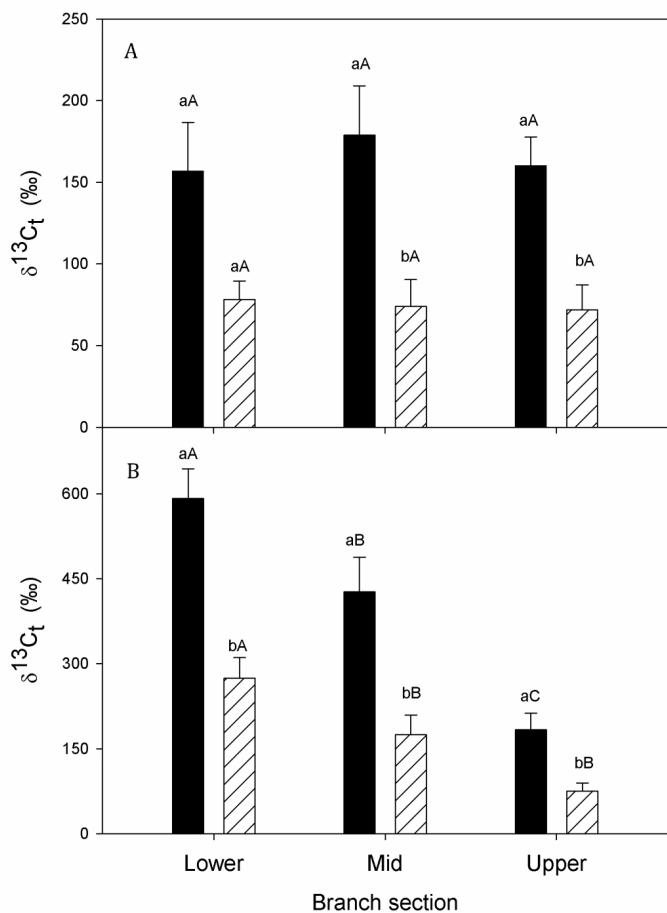 250
A
aA
aA
aA
200
150
aA
bA
bA
100
50
0
δ13Ct (‰)
B
aA
600
aB
450
bA
300
bB
aC
150
bB
0
δ13Ct (‰)
Lower Mid Upper
Branch section